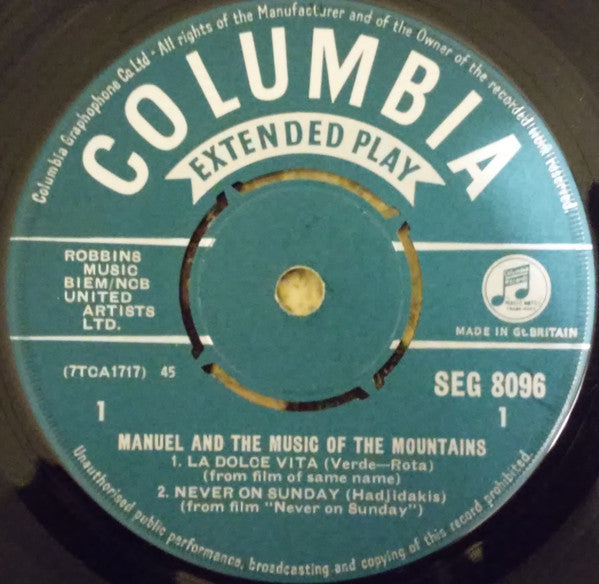 Columbia Graphophone Co. Ltd - All rights of the Manufacturer and of the Owner of the recorded work reserved.
COLUMBIA
EXTENDED PLAY
ROBBINS
MUSIC
BIEM/NCB
UNITED
ARTISTS
LTD.
MADE IN GT. BRITAIN
(7TCA1717) 45
SEG 8096
1
1
MANUEL AND THE MUSIC OF THE MOUNTAINS
1. LA DOLCE VITA (Verde—Rota)
(from film of same name)
2. NEVER ON SUNDAY (Hadjidakis)
(from film "Never on Sunday")
Unauthorised public performance, broadcasting and copying of this record prohibited.